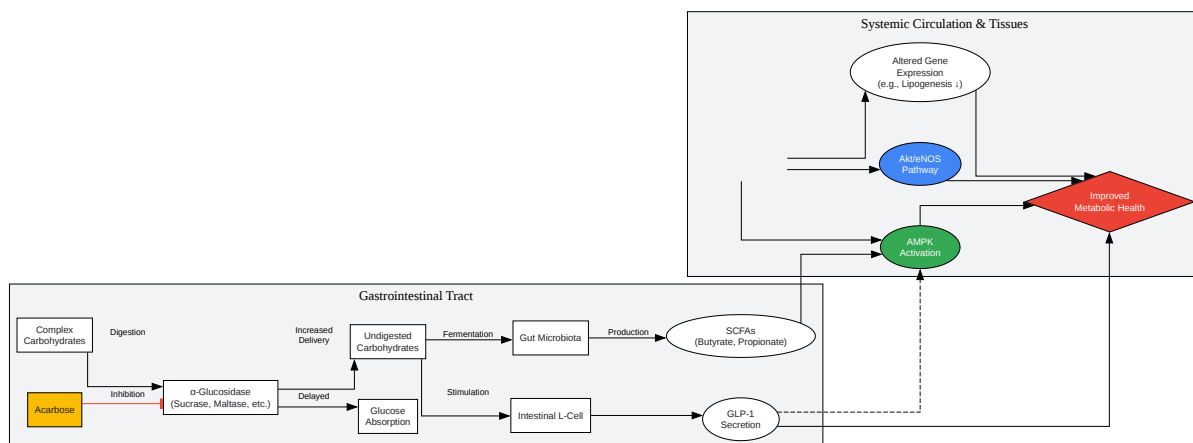 Systemic Circulation & Tissues
Altered Gene
Expression
(e.g., Lipogenesis ↓)
Akt/eNOS
Pathway
Improved
Metabolic Health
AMPK
Activation
Gastrointestinal Tract
Complex
Carbohydrates
Digestion
Increased
Delivery
Undigested
Carbohydrates
Fermentation
Gut Microbiota
Production
SCFAs
(Butyrate, Propionate)
Acarbose
Inhibition
α-Glucosidase
(Sucrase, Maltase, etc.)
Delayed
Glucose
Absorption
Stimulation
Intestinal L-Cell
GLP-1
Secretion